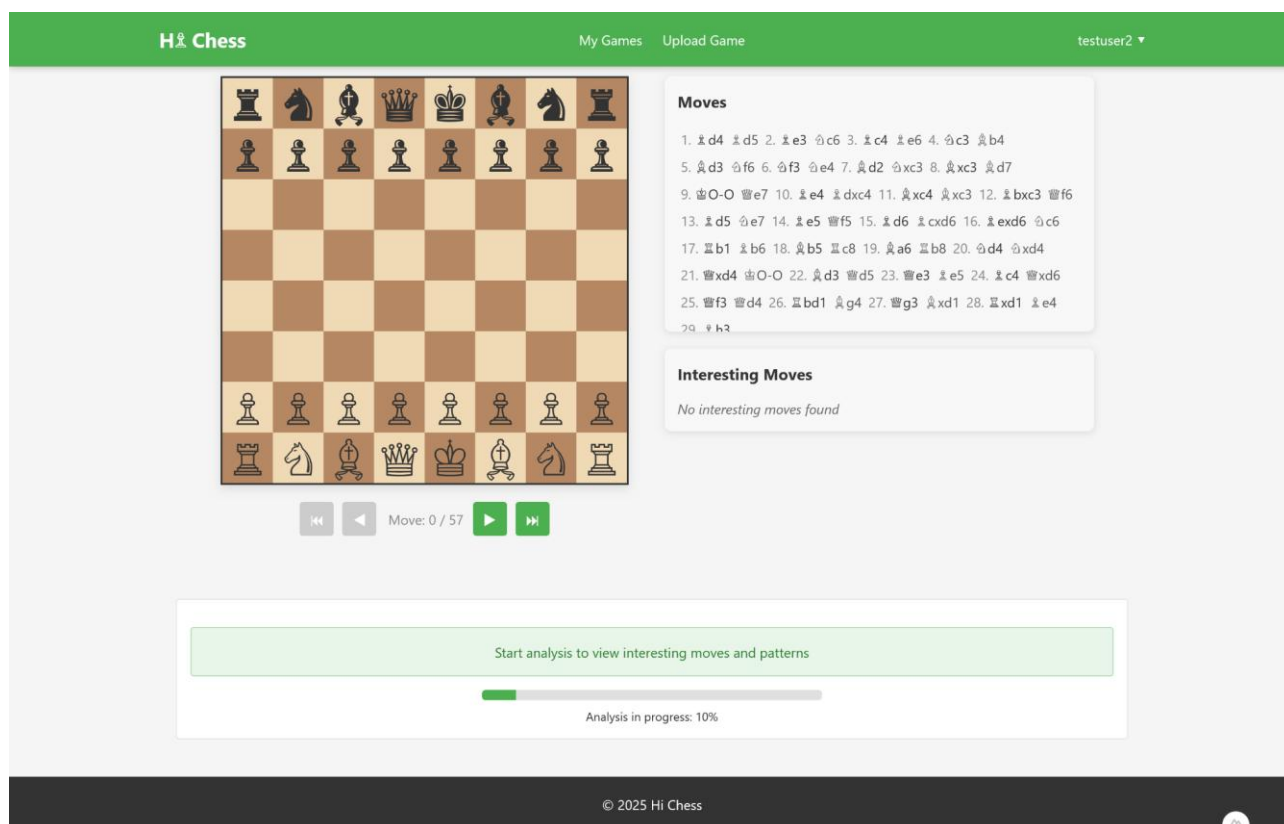 H♗ Chess
My Games Upload Game
testuser2 ▼
Moves
1. ♗d4 ♗d5 2. ♗e3 ♘c6 3. ♗c4 ♗e6 4. ♘c3 ♗b4
5. ♗d3 ♘f6 6. ♘f3 ♘e4 7. ♗d2 ♘xc3 8. ♗xc3 ♗d7
9. ♔O-O ♕e7 10. ♙e4 ♙dxc4 11. ♗xc4 ♗xc3 12. ♙bxc3 ♕f6
13. ♙d5 ♘e7 14. ♙e5 ♕f5 15. ♙d6 ♙cxd6 16. ♙exd6 ♘c6
17. ♖b1 ♙b6 18. ♗b5 ♖c8 19. ♗a6 ♖b8 20. ♘d4 ♘xd4
21. ♕xd4 ♔O-O 22. ♗d3 ♕d5 23. ♕e3 ♙e5 24. ♙c4 ♕xd6
25. ♕f3 ♕d4 26. ♖bd1 ♗g4 27. ♕g3 ♗xd1 28. ♖xd1 ♙e4
29. ♙h3
Interesting Moves
No interesting moves found
⏮ ◀ Move: 0 / 57 ▶ ⏭
Start analysis to view interesting moves and patterns
Analysis in progress: 10%
© 2025 Hi Chess